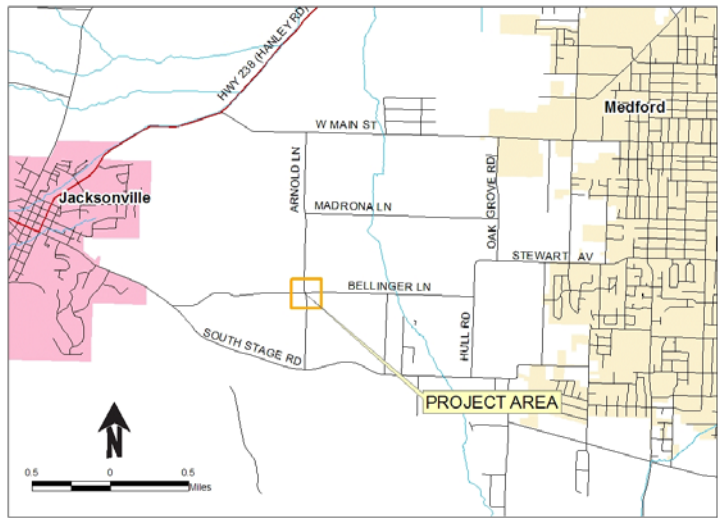 HWY 238 (HANLEY RD)
Medford
W MAIN ST
ARNOLD LN
OAK GROVE RD
Jacksonville
MADRONA LN
STEWART AV
BELLINGER LN
HULL RD
SOUTH STAGE RD
PROJECT AREA
N
0.5 0 0.5
Miles